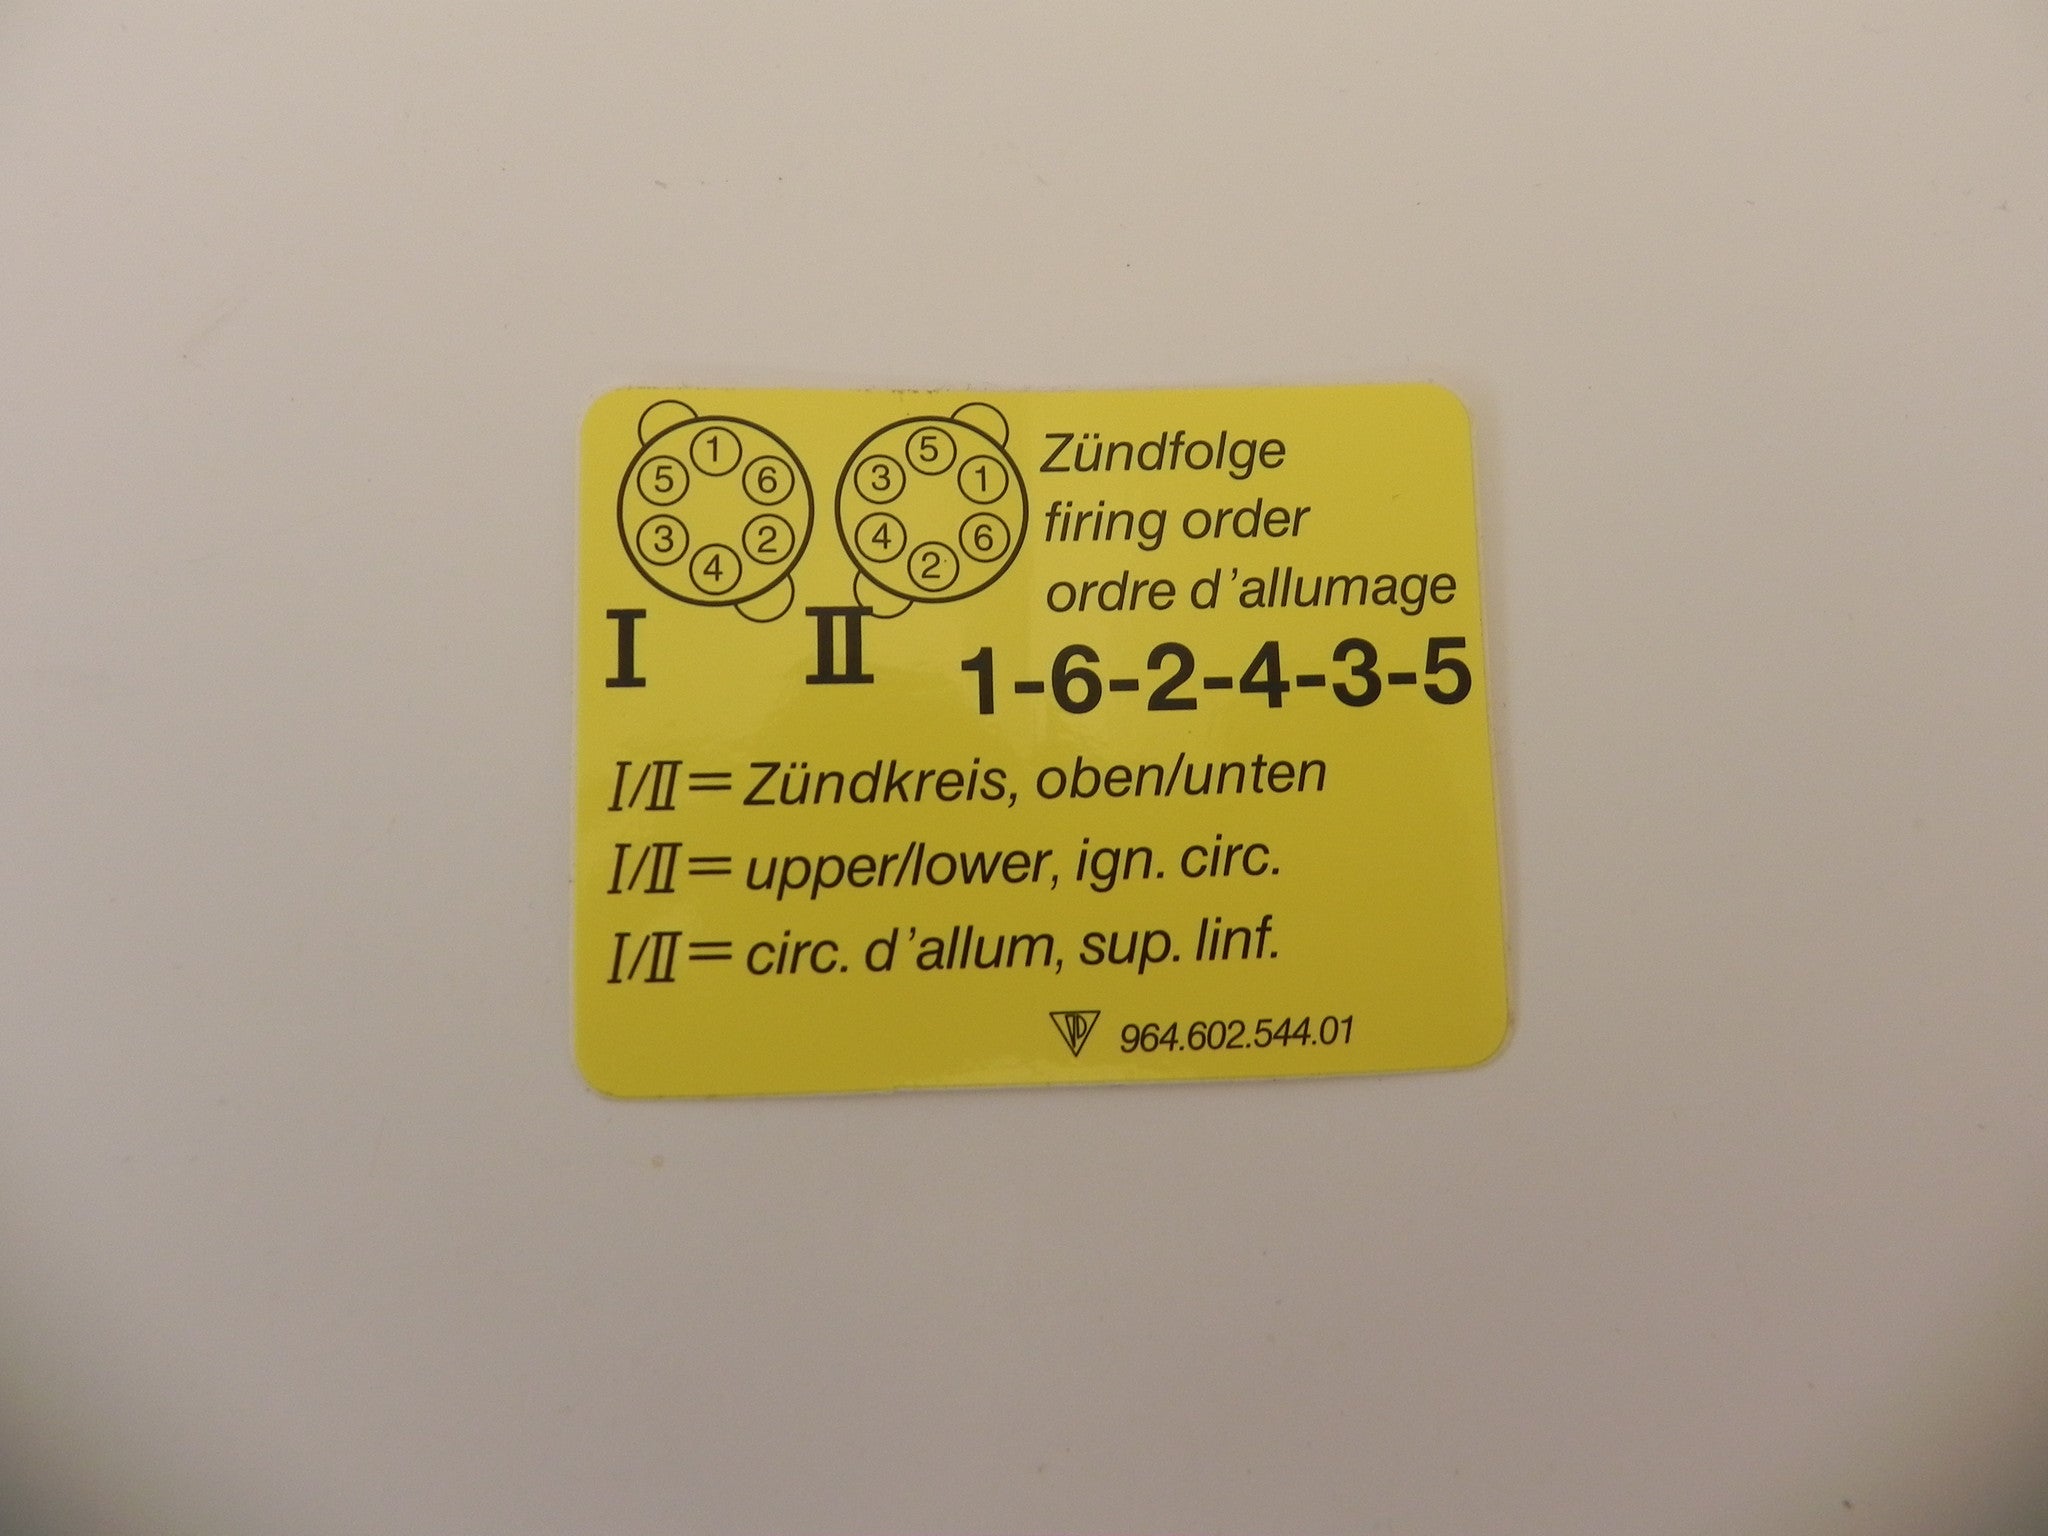 1
5 6
3 2
4
I
5
3 1
4 6
2
II
Zündfolge
firing order
ordre d'allumage
1-6-2-4-3-5
I/II= Zündkreis, oben/unten
I/II= upper/lower, ign. circ.
I/II= circ. d'allum, sup. linf.
964.602.544.01